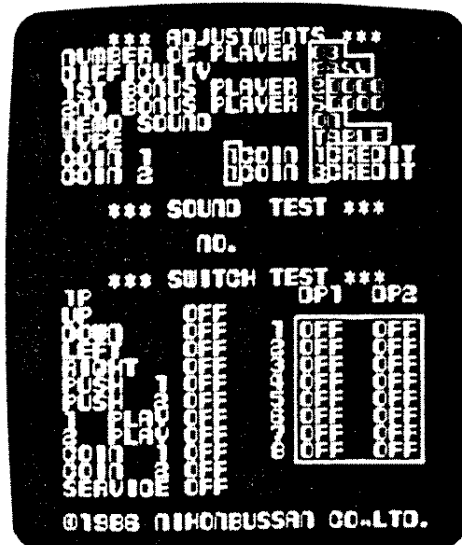 *** ADJUSTMENTS ***
NUMBER OF PLAYER
DIFFICULTY EASY
1ST BONUS PLAYER
2ND BONUS PLAYER
DEMO SOUND ON
TYPE TABLE
COIN 1 1COIN 1CREDIT
COIN 2 1COIN CREDIT
*** SOUND TEST ***
NO.
*** SWITCH TEST ***
1P DP1 DP2
UP OFF 1 OFF OFF
DOWN OFF 2 OFF OFF
LEFT OFF 3 OFF OFF
RIGHT OFF 4 OFF OFF
PUSH 1 OFF 5 OFF OFF
PUSH 2 OFF 6 OFF OFF
1 PLAY OFF 7 OFF OFF
2 PLAY OFF 8 OFF OFF
COIN 1 OFF
COIN 2 OFF
SERVICE OFF
©1986 NIHONBUSSAN CO.,LTD.